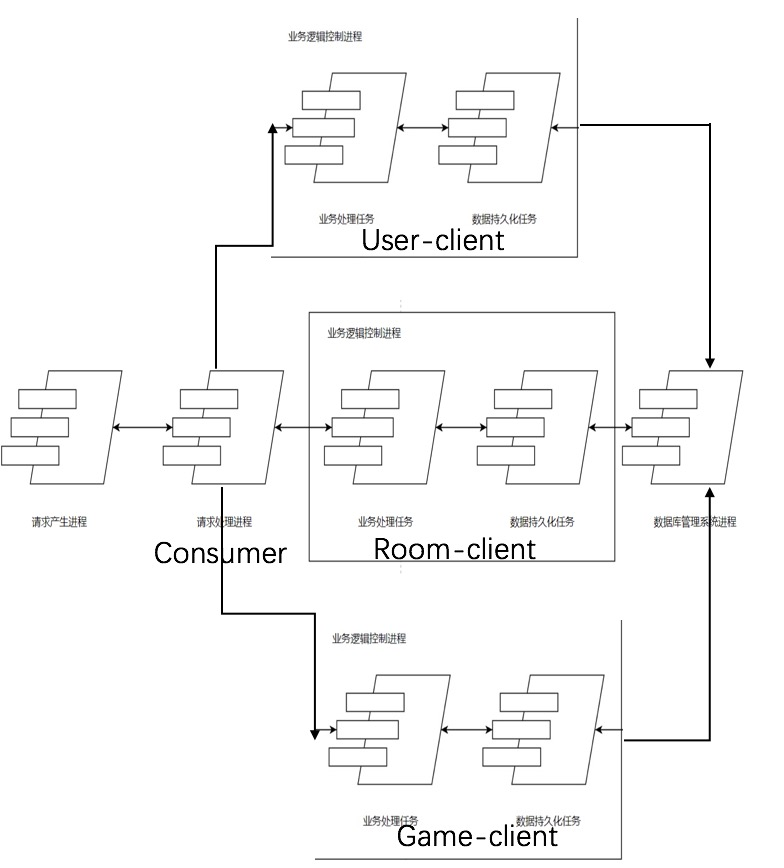 业务逻辑控制进程
业务处理任务
数据持久化任务
User-client
业务逻辑控制进程
请求产生进程
请求处理进程
业务处理任务
数据持久化任务
数据库管理系统进程
Consumer
Room-client
业务逻辑控制进程
业务处理任务
数据持久化任务
Game-client